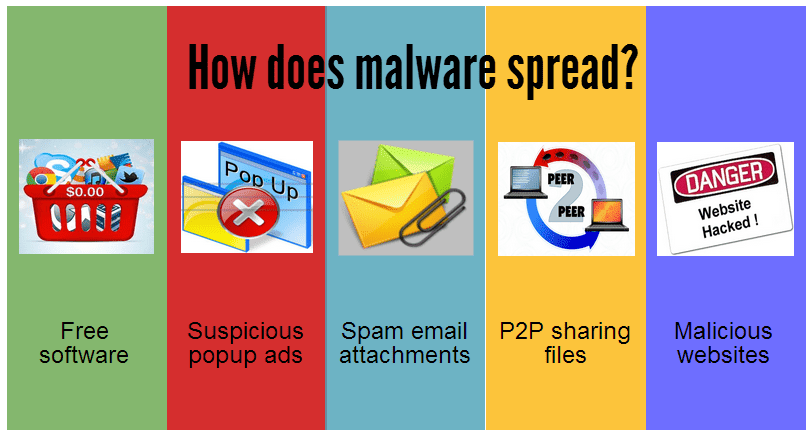 How does malware spread?
$0.00
Pop Up
PEER
2
PEER
DANGER
Website
Hacked !
Free
software
Suspicious
popup ads
Spam email
attachments
P2P sharing
files
Malicious
websites